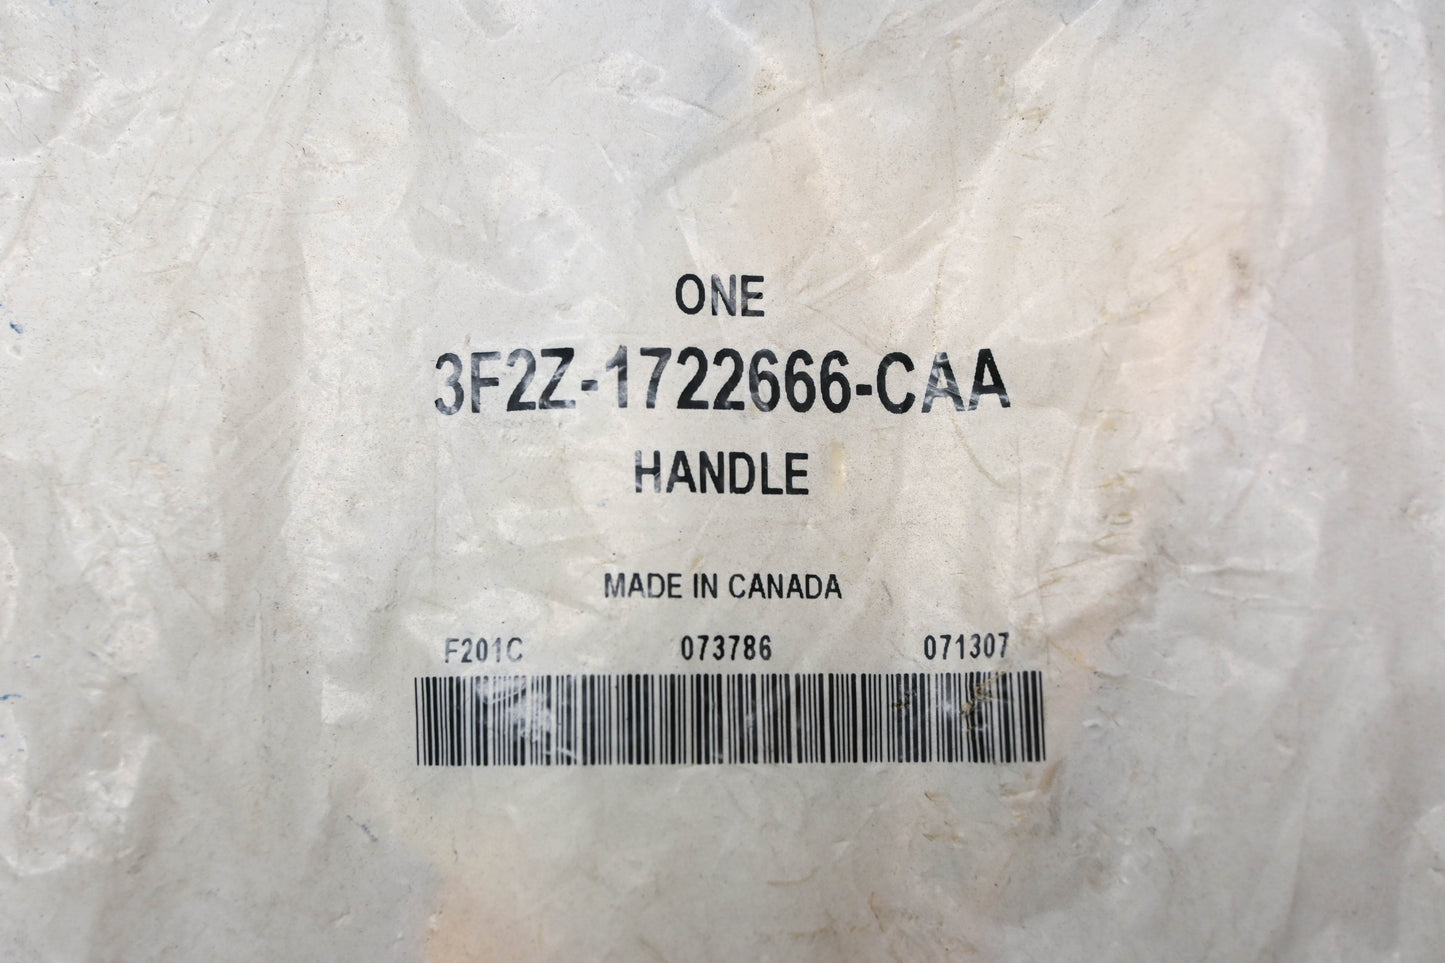 ONE
3F2Z-1722666-CAA
HANDLE
MADE IN CANADA
F201C 073786 071307